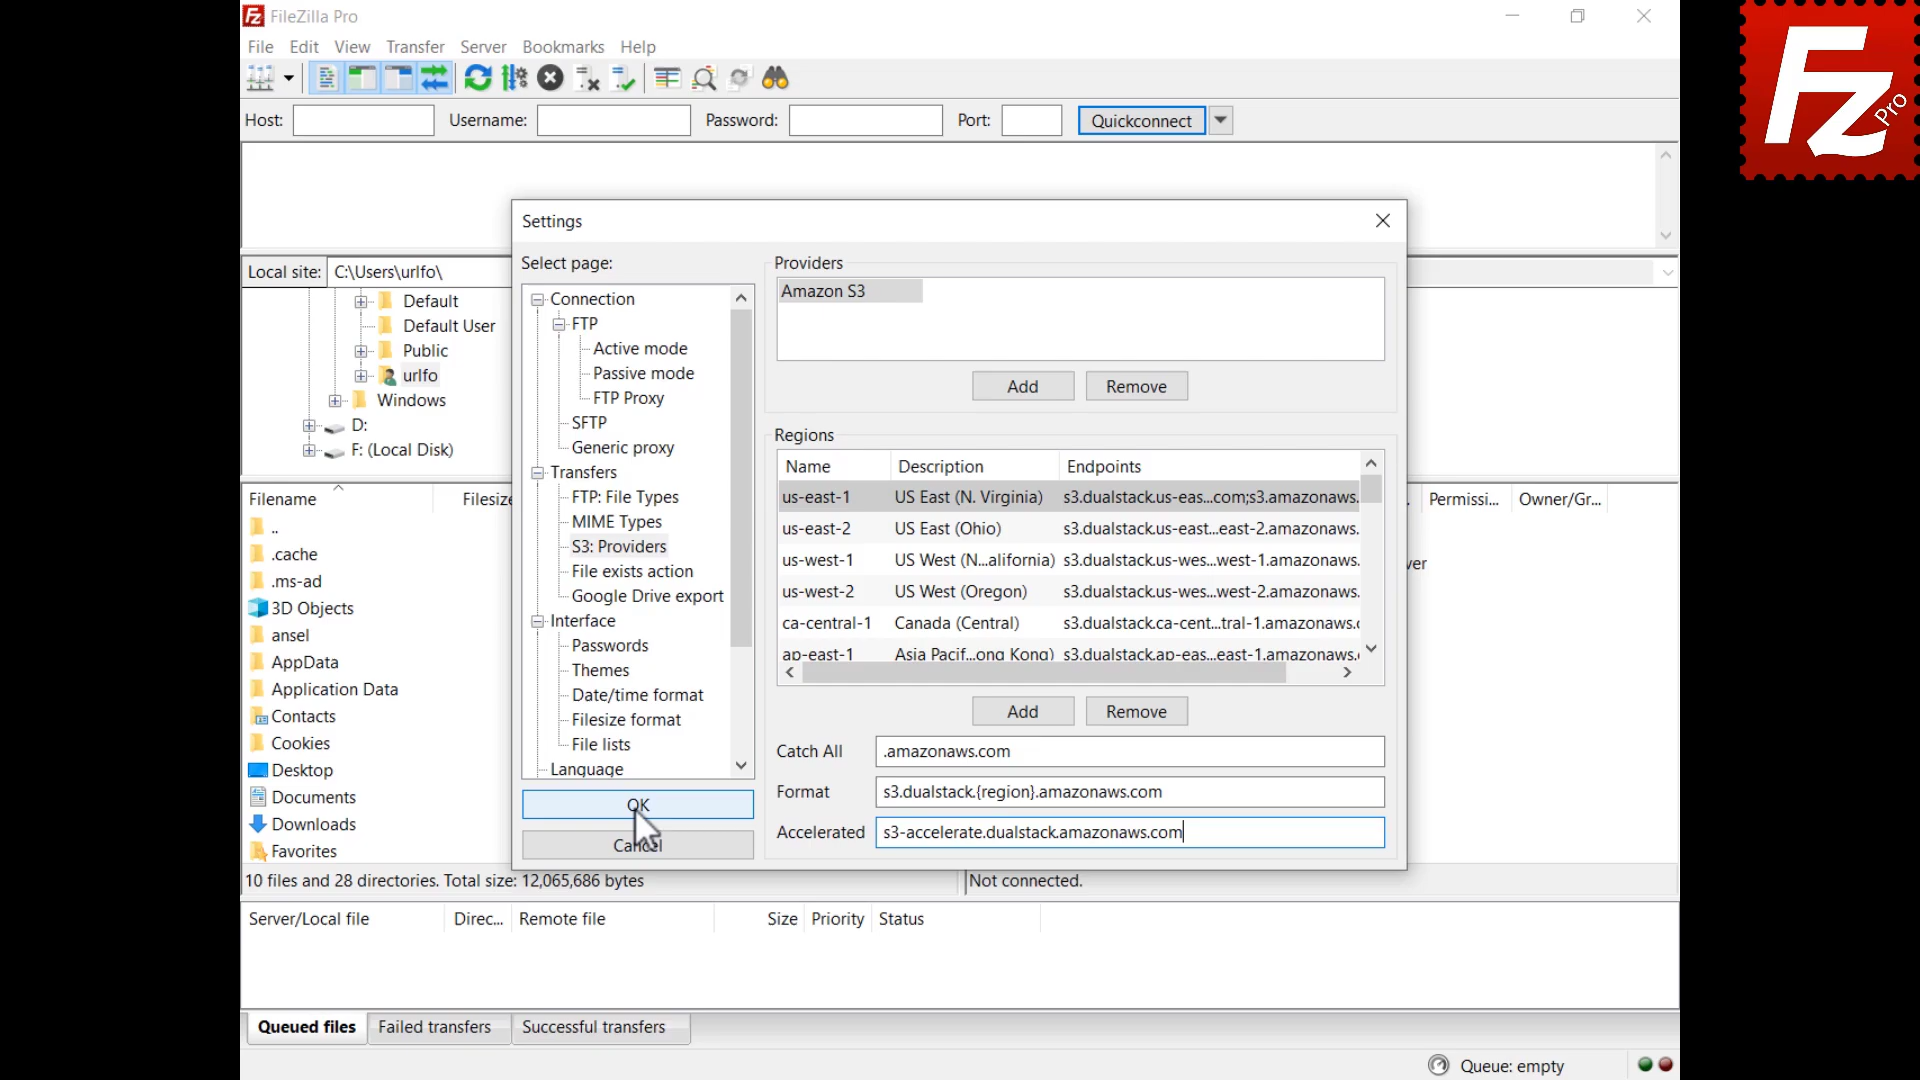 FileZilla Pro
File Edit View Transfer Server Bookmarks Help
Host: Username: Password: Port: Quickconnect
Local site: C:\Users\urlfo\
Default
Default User
Public
urlfo
Windows
D:
F: (Local Disk)
Filename Filesize
..
.cache
.ms-ad
3D Objects
ansel
AppData
Application Data
Contacts
Cookies
Desktop
Documents
Downloads
Favorites
10 files and 28 directories. Total size: 12,065,686 bytes
Settings
Select page:
Connection
FTP
Active mode
Passive mode
FTP Proxy
SFTP
Generic proxy
Transfers
FTP: File Types
MIME Types
S3: Providers
File exists action
Google Drive export
Interface
Passwords
Themes
Date/time format
Filesize format
File lists
Language
OK
Cancel
Providers
Amazon S3
Add Remove
Regions
Name Description Endpoints
us-east-1 US East (N. Virginia) s3.dualstack.us-eas...com;s3.amazonaws.
us-east-2 US East (Ohio) s3.dualstack.us-east...east-2.amazonaws.
us-west-1 US West (N...alifornia) s3.dualstack.us-wes...west-1.amazonaws.
us-west-2 US West (Oregon) s3.dualstack.us-wes...west-2.amazonaws.
ca-central-1 Canada (Central) s3.dualstack.ca-cent...tral-1.amazonaws.
ap-east-1 Asia Pacif...ong Kong) s3.dualstack.ap-eas...east-1.amazonaws.
Add Remove
Catch All .amazonaws.com
Format s3.dualstack.{region}.amazonaws.com
Accelerated s3-accelerate.dualstack.amazonaws.com
Permissi... Owner/Gr...
Not connected.
Server/Local file Direc... Remote file Size Priority Status
Queued files Failed transfers Successful transfers
Queue: empty
FZ Pro